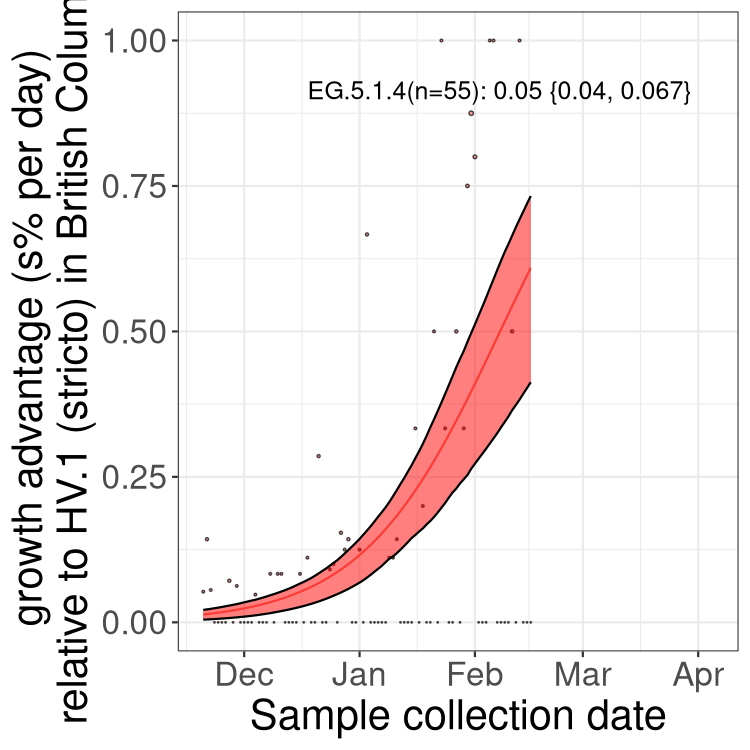 growth advantage (s% per day)
relative to HV.1 (stricto) in British Colum
1.00
0.75
0.50
0.25
0.00
EG.5.1.4(n=55): 0.05 {0.04, 0.067}
Dec Jan Feb Mar Apr
Sample collection date